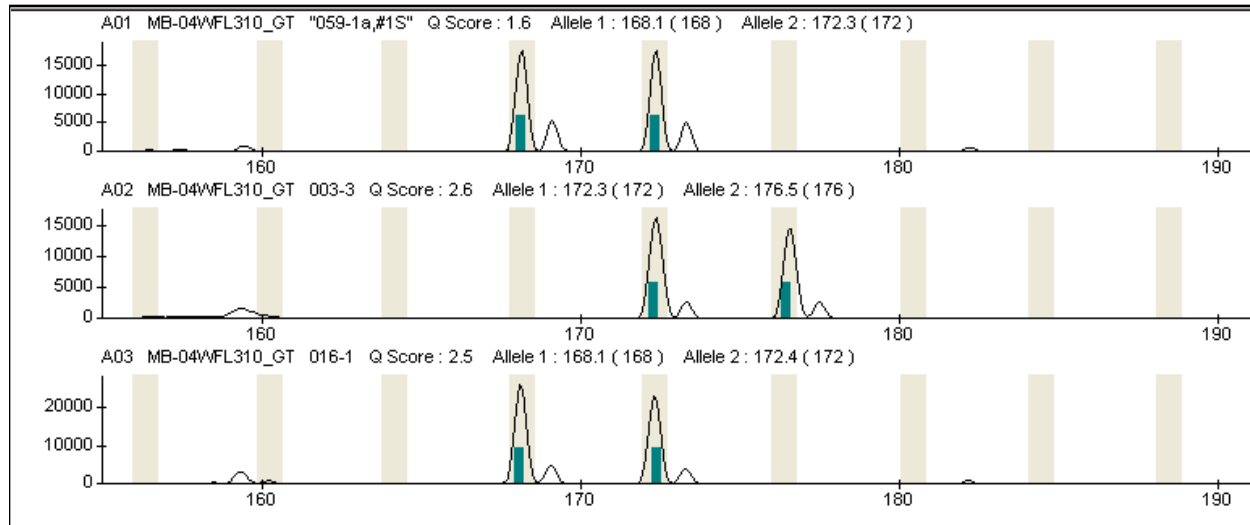 A01 MB-04WFL310_GT "059-1a,#1S" Q Score : 1.6 Allele 1 : 168.1 ( 168 ) Allele 2 : 172.3 ( 172 )
15000
10000
5000
0
160 170 180 190
A02 MB-04WFL310_GT 003-3 Q Score : 2.6 Allele 1 : 172.3 ( 172 ) Allele 2 : 176.5 ( 176 )
15000
10000
5000
0
160 170 180 190
A03 MB-04WFL310_GT 016-1 Q Score : 2.5 Allele 1 : 168.1 ( 168 ) Allele 2 : 172.4 ( 172 )
20000
10000
0
160 170 180 190